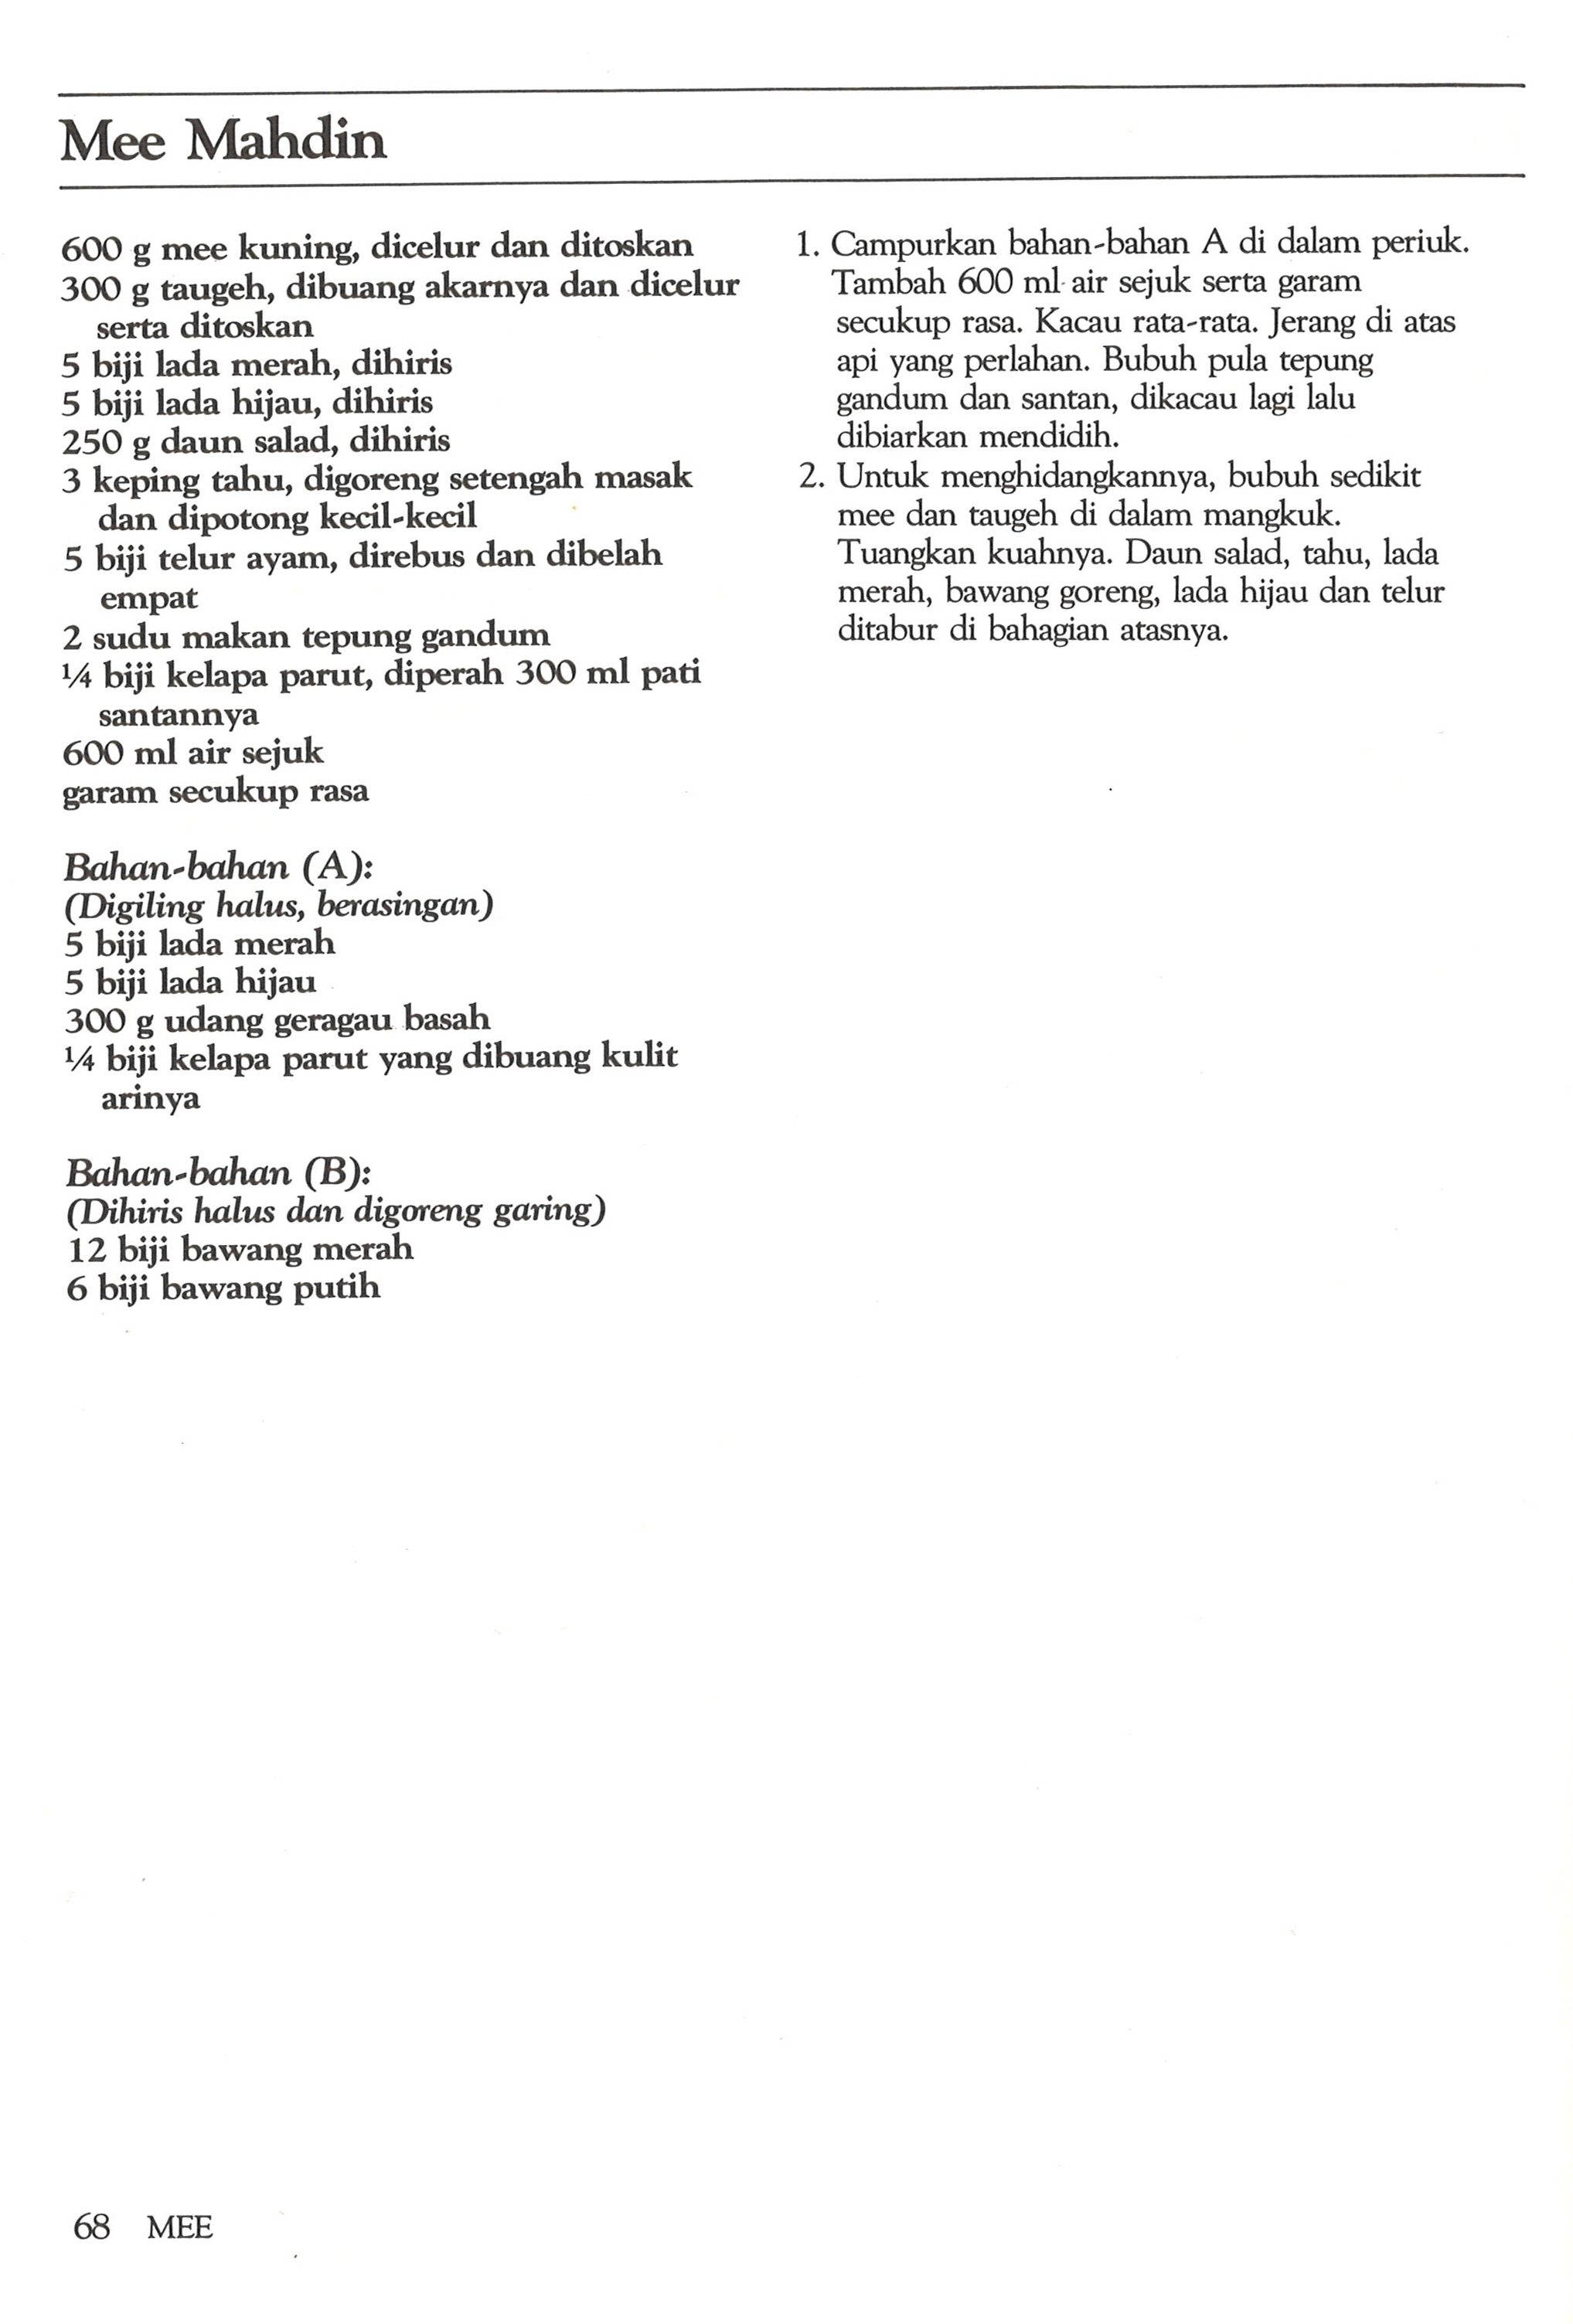 Mee Mahdin
600 g mee kuning, dicelur dan ditoskan
300 g taugeh, dibuang akarnya dan dicelur
serta ditoskan
5 biji lada merah, dihiris
5 biji lada hijau, dihiris
250 g daun salad, dihiris
3 keping tahu, digoreng setengah masak
dan dipotong kecil-kecil
5 biji telur ayam, direbus dan dibelah
empat
2 sudu makan tepung gandum
¼ biji kelapa parut, diperah 300 ml pati
santannya
600 ml air sejuk
garam secukup rasa
Bahan-bahan (A):
(Digiling halus, berasingan)
5 biji lada merah
5 biji lada hijau
300 g udang geragau basah
¼ biji kelapa parut yang dibuang kulit
arinya
Bahan-bahan (B):
(Dihiris halus dan digoreng garing)
12 biji bawang merah
6 biji bawang putih
1. Campurkan bahan-bahan A di dalam periuk.
Tambah 600 ml air sejuk serta garam
secukup rasa. Kacau rata-rata. Jerang di atas
api yang perlahan. Bubuh pula tepung
gandum dan santan, dikacau lagi lalu
dibiarkan mendidih.
2. Untuk menghidangkannya, bubuh sedikit
mee dan taugeh di dalam mangkuk.
Tuangkan kuahnya. Daun salad, tahu, lada
merah, bawang goreng, lada hijau dan telur
ditabur di bahagian atasnya.
68 MEE